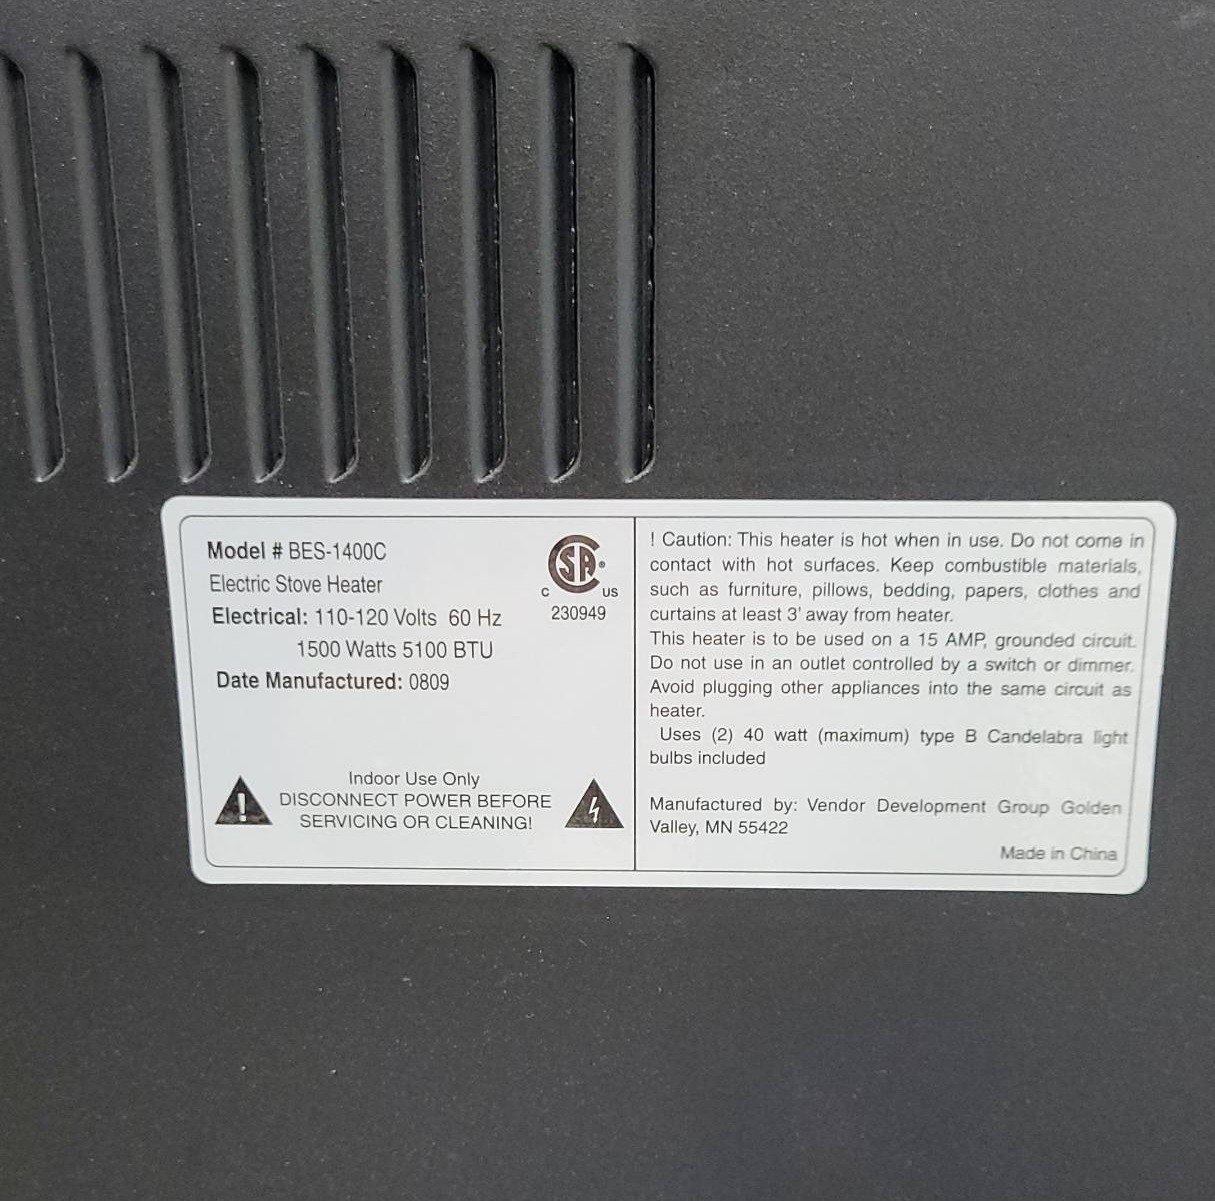 Model # BES-1400C
Electric Stove Heater
Electrical: 110-120 Volts 60 Hz
1500 Watts 5100 BTU
Date Manufactured: 0809
SA
C US
230949
Indoor Use Only
DISCONNECT POWER BEFORE
SERVICING OR CLEANING!
! Caution: This heater is hot when in use. Do not come in
contact with hot surfaces. Keep combustible materials,
such as furniture, pillows, bedding, papers, clothes and
curtains at least 3' away from heater.
This heater is to be used on a 15 AMP, grounded circuit.
Do not use in an outlet controlled by a switch or dimmer.
Avoid plugging other appliances into the same circuit as
heater.
Uses (2) 40 watt (maximum) type B Candelabra light
bulbs included
Manufactured by: Vendor Development Group Golden
Valley, MN 55422
Made in China